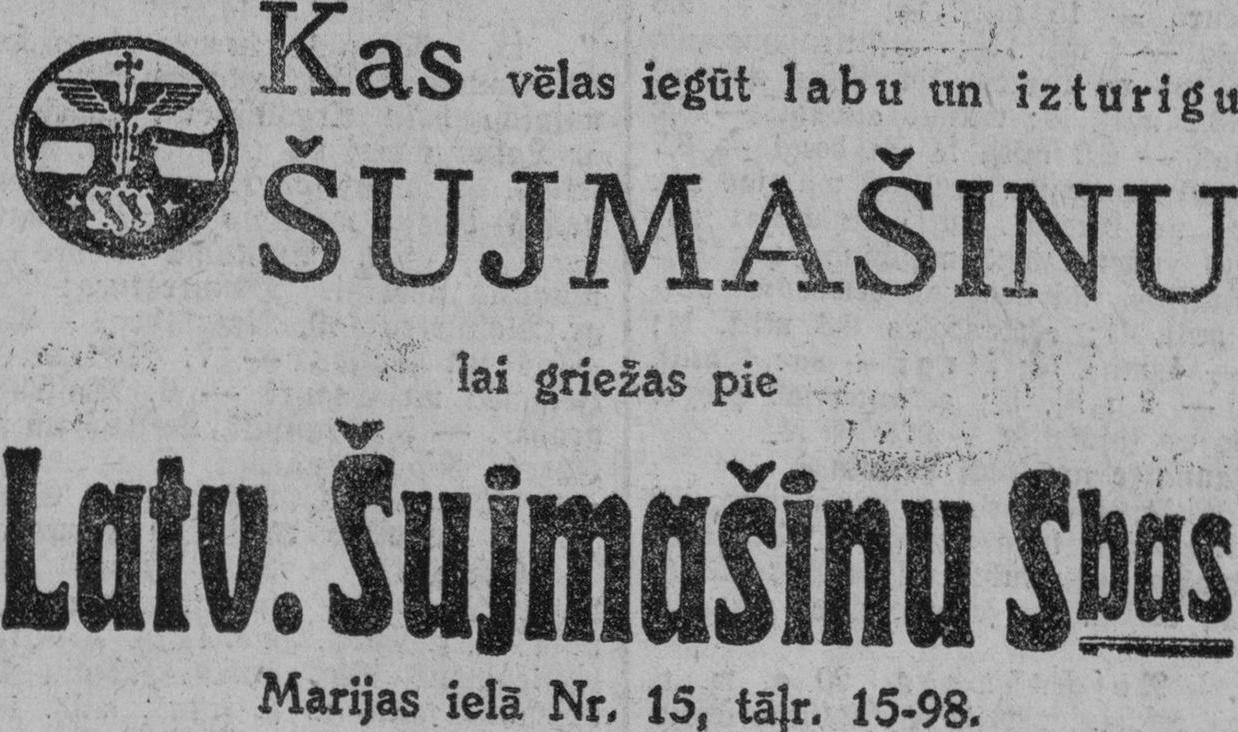 Kas vēlas iegūt labu un izturigu
ŠUJMAŠINU
lai griežas pie
Latv. Šujmašinu Sbas
Marijas ielā Nr. 15, tāļr. 15-98.